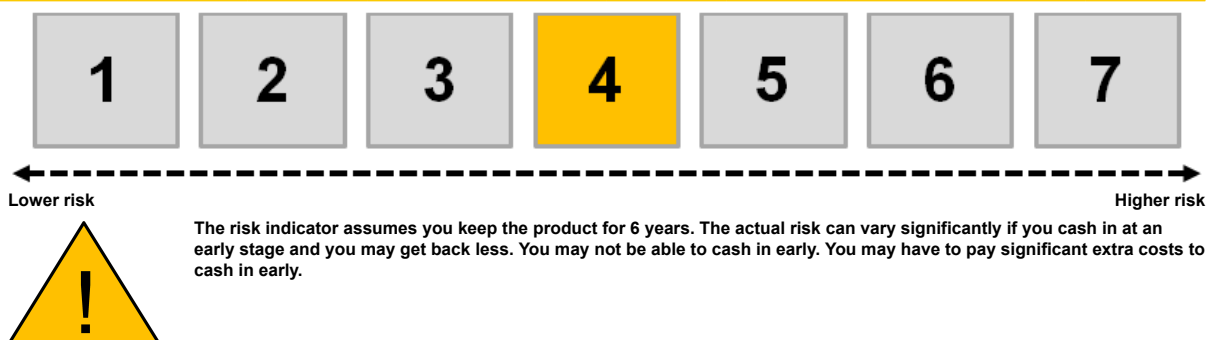 1 2 3 4 5 6 7
Lower risk Higher risk
The risk indicator assumes you keep the product for 6 years. The actual risk can vary significantly if you cash in at an
early stage and you may get back less. You may not be able to cash in early. You may have to pay significant extra costs to
cash in early.
!